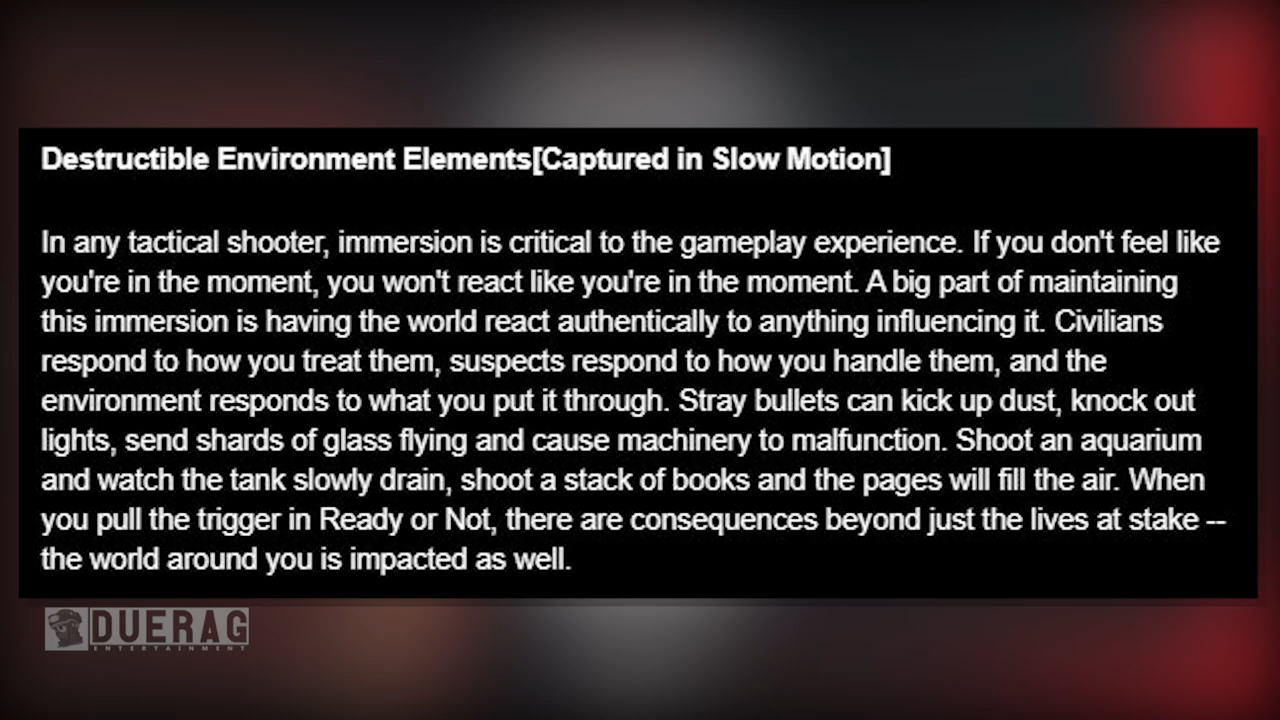 Destructible Environment Elements[Captured in Slow Motion]
In any tactical shooter, immersion is critical to the gameplay experience. If you don't feel like
you're in the moment, you won't react like you're in the moment. A big part of maintaining
this immersion is having the world react authentically to anything influencing it. Civilians
respond to how you treat them, suspects respond to how you handle them, and the
environment responds to what you put it through. Stray bullets can kick up dust, knock out
lights, send shards of glass flying and cause machinery to malfunction. Shoot an aquarium
and watch the tank slowly drain, shoot a stack of books and the pages will fill the air. When
you pull the trigger in Ready or Not, there are consequences beyond just the lives at stake --
the world around you is impacted as well.
DUERAG
ENTERTAINMENT